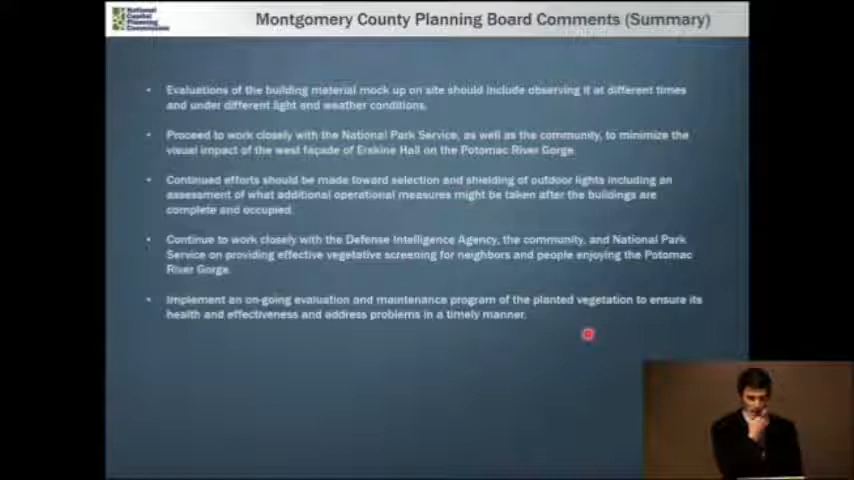 National
Capital
Planning
Commission
Montgomery County Planning Board Comments (Summary)
• Evaluations of the building material mock up on site should include observing it at different times
and under different light and weather conditions.
• Proceed to work closely with the National Park Service, as well as the community, to minimize the
visual impact of the west façade of Erskine Hall on the Potomac River Gorge.
• Continued efforts should be made toward selection and shielding of outdoor lights including an
assessment of what additional operational measures might be taken after the buildings are
complete and occupied.
• Continue to work closely with the Defense Intelligence Agency, the community, and National Park
Service on providing effective vegetative screening for neighbors and people enjoying the Potomac
River Gorge.
• Implement an on-going evaluation and maintenance program of the planted vegetation to ensure its
health and effectiveness and address problems in a timely manner.